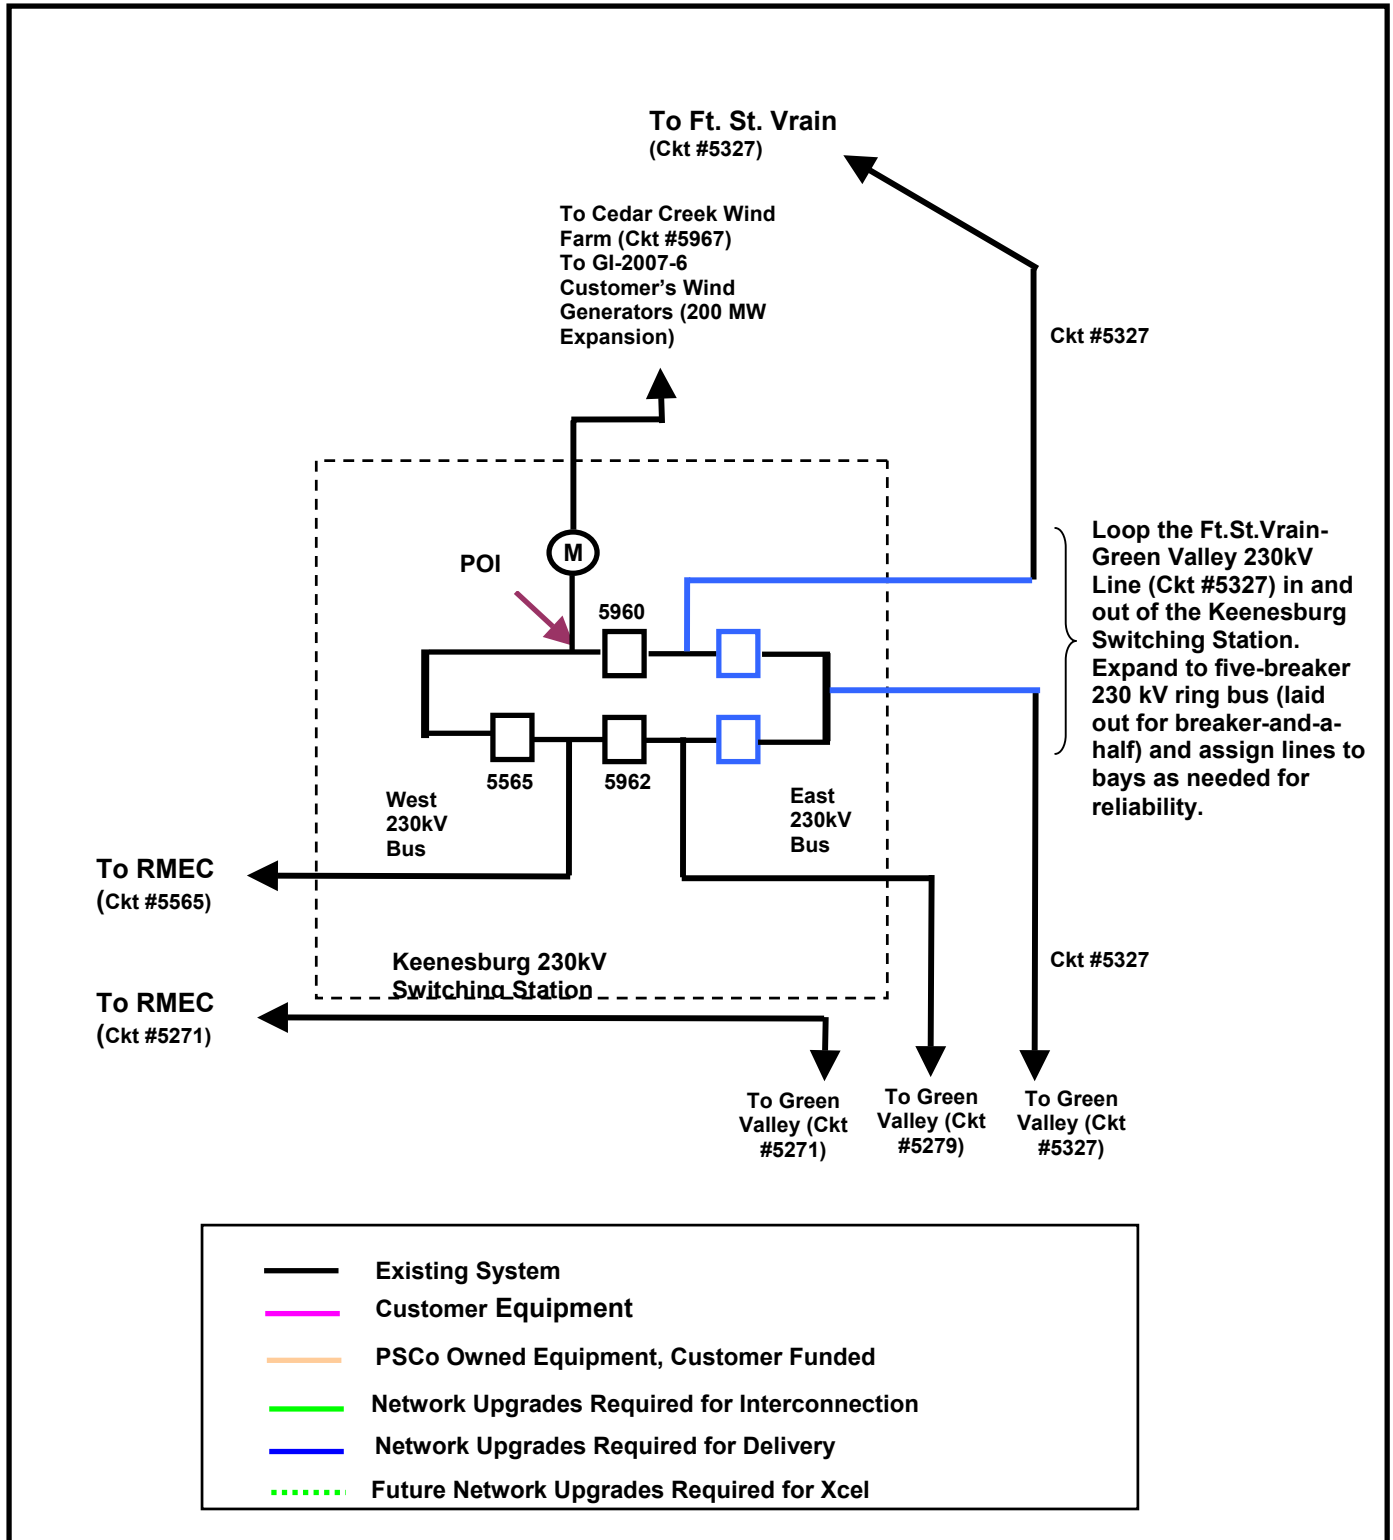 To Ft. St. Vrain
(Ckt #5327)
To Cedar Creek Wind
Farm (Ckt #5967)
To GI-2007-6
Customer’s Wind
Generators (200 MW
Expansion)
Ckt #5327
M
POI
5960
5565
5962
West
230kV
Bus
East
230kV
Bus
Loop the Ft.St.Vrain-
Green Valley 230kV
Line (Ckt #5327) in and
out of the Keenesburg
Switching Station.
Expand to five-breaker
230 kV ring bus (laid
out for breaker-and-a-
half) and assign lines to
bays as needed for
reliability.
To RMEC
(Ckt #5565)
Keenesburg 230kV
Switching Station
Ckt #5327
To RMEC
(Ckt #5271)
To Green
Valley (Ckt
#5271)
To Green
Valley (Ckt
#5279)
To Green
Valley (Ckt
#5327)
Existing System
Customer Equipment
PSCo Owned Equipment, Customer Funded
Network Upgrades Required for Interconnection
Network Upgrades Required for Delivery
Future Network Upgrades Required for Xcel